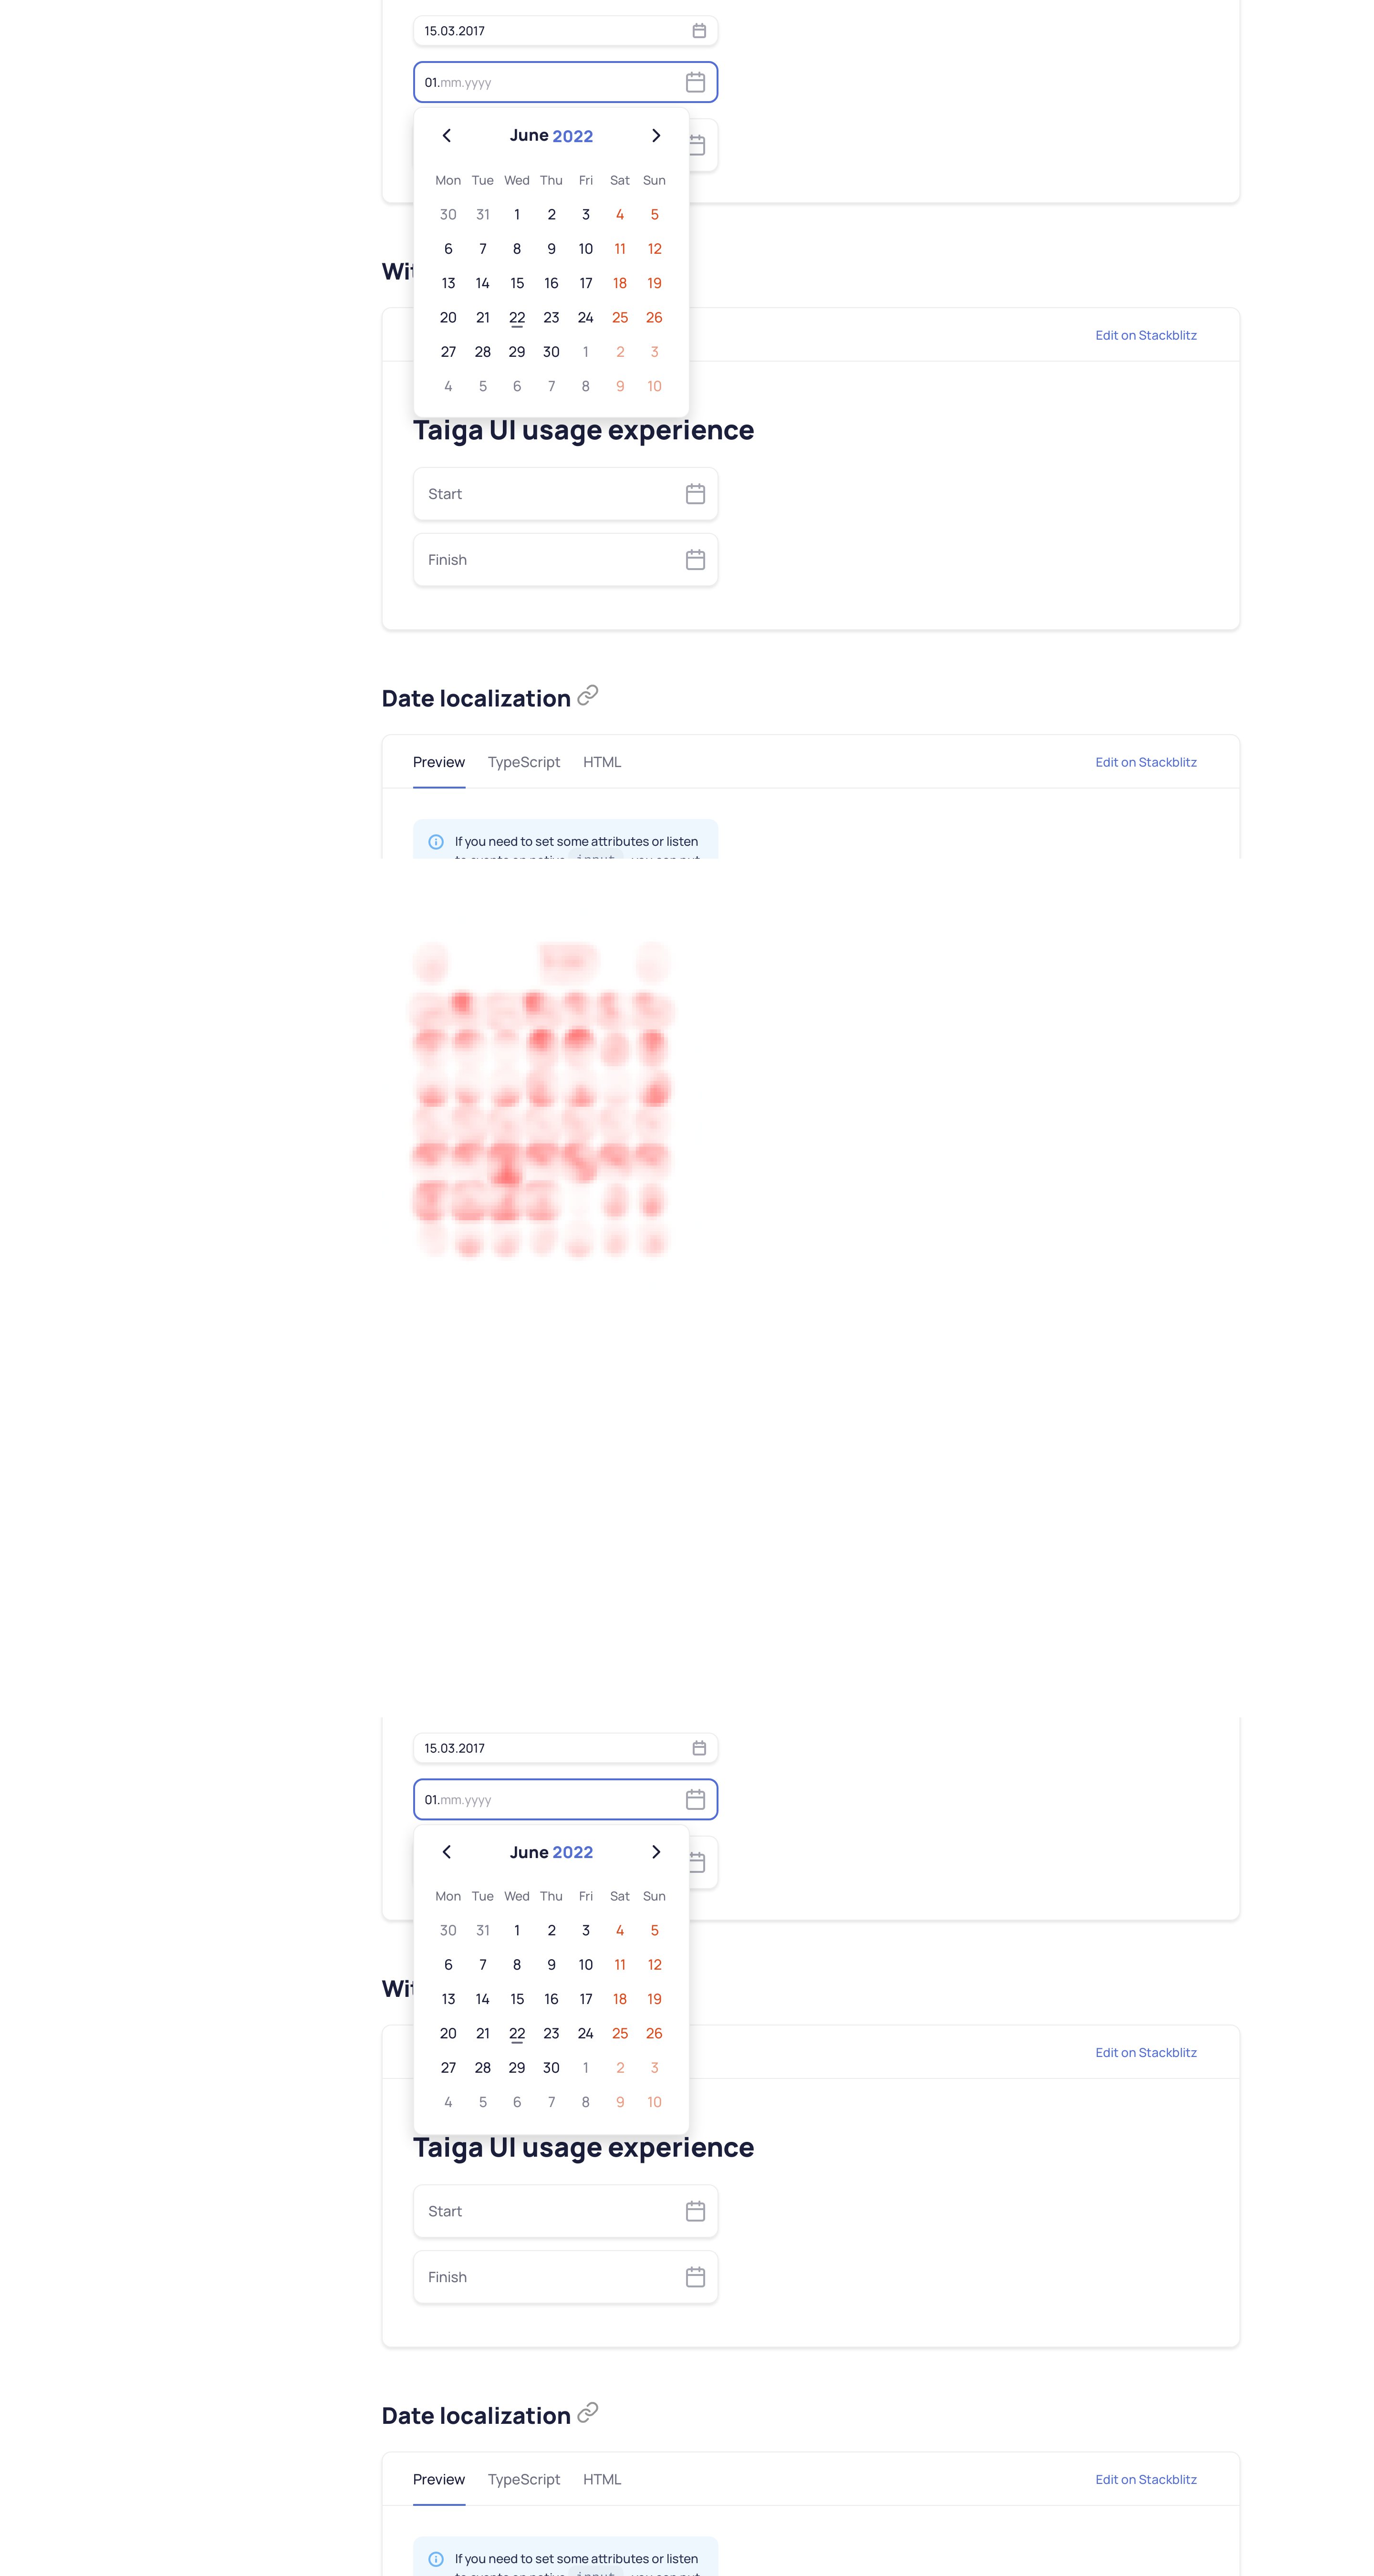 15.03.2017
01.mm.yyyy
June 2022
Mon Tue Wed Thu Fri Sat Sun
30 31 1 2 3 4 5
6 7 8 9 10 11 12
13 14 15 16 17 18 19
20 21 22 23 24 25 26
27 28 29 30 1 2 3
4 5 6 7 8 9 10
Edit on Stackblitz
Taiga UI usage experience
Start
Finish
Date localization
Preview TypeScript HTML Edit on Stackblitz
If you need to set some attributes or listen
15.03.2017
01.mm.yyyy
June 2022
Mon Tue Wed Thu Fri Sat Sun
30 31 1 2 3 4 5
6 7 8 9 10 11 12
13 14 15 16 17 18 19
20 21 22 23 24 25 26
27 28 29 30 1 2 3
4 5 6 7 8 9 10
Edit on Stackblitz
Taiga UI usage experience
Start
Finish
Date localization
Preview TypeScript HTML Edit on Stackblitz
If you need to set some attributes or listen